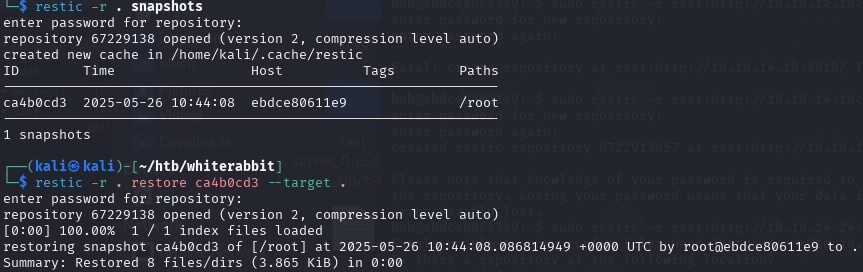 └─$ restic -r . snapshots
enter password for repository:
repository 67229138 opened (version 2, compression level auto)
created new cache in /home/kali/.cache/restic
ID        Time                 Host          Tags        Paths
ca4b0cd3  2025-05-26 10:44:08  ebdce80611e9              /root
1 snapshots
┌──(kali㉿kali)-[~/htb/whiterabbit]
└─$ restic -r . restore ca4b0cd3 --target .
enter password for repository:
repository 67229138 opened (version 2, compression level auto)
[0:00] 100.00%  1 / 1 index files loaded
restoring snapshot ca4b0cd3 of [/root] at 2025-05-26 10:44:08.086814949 +0000 UTC by root@ebdce80611e9 to .
Summary: Restored 8 files/dirs (3.865 KiB) in 0:00